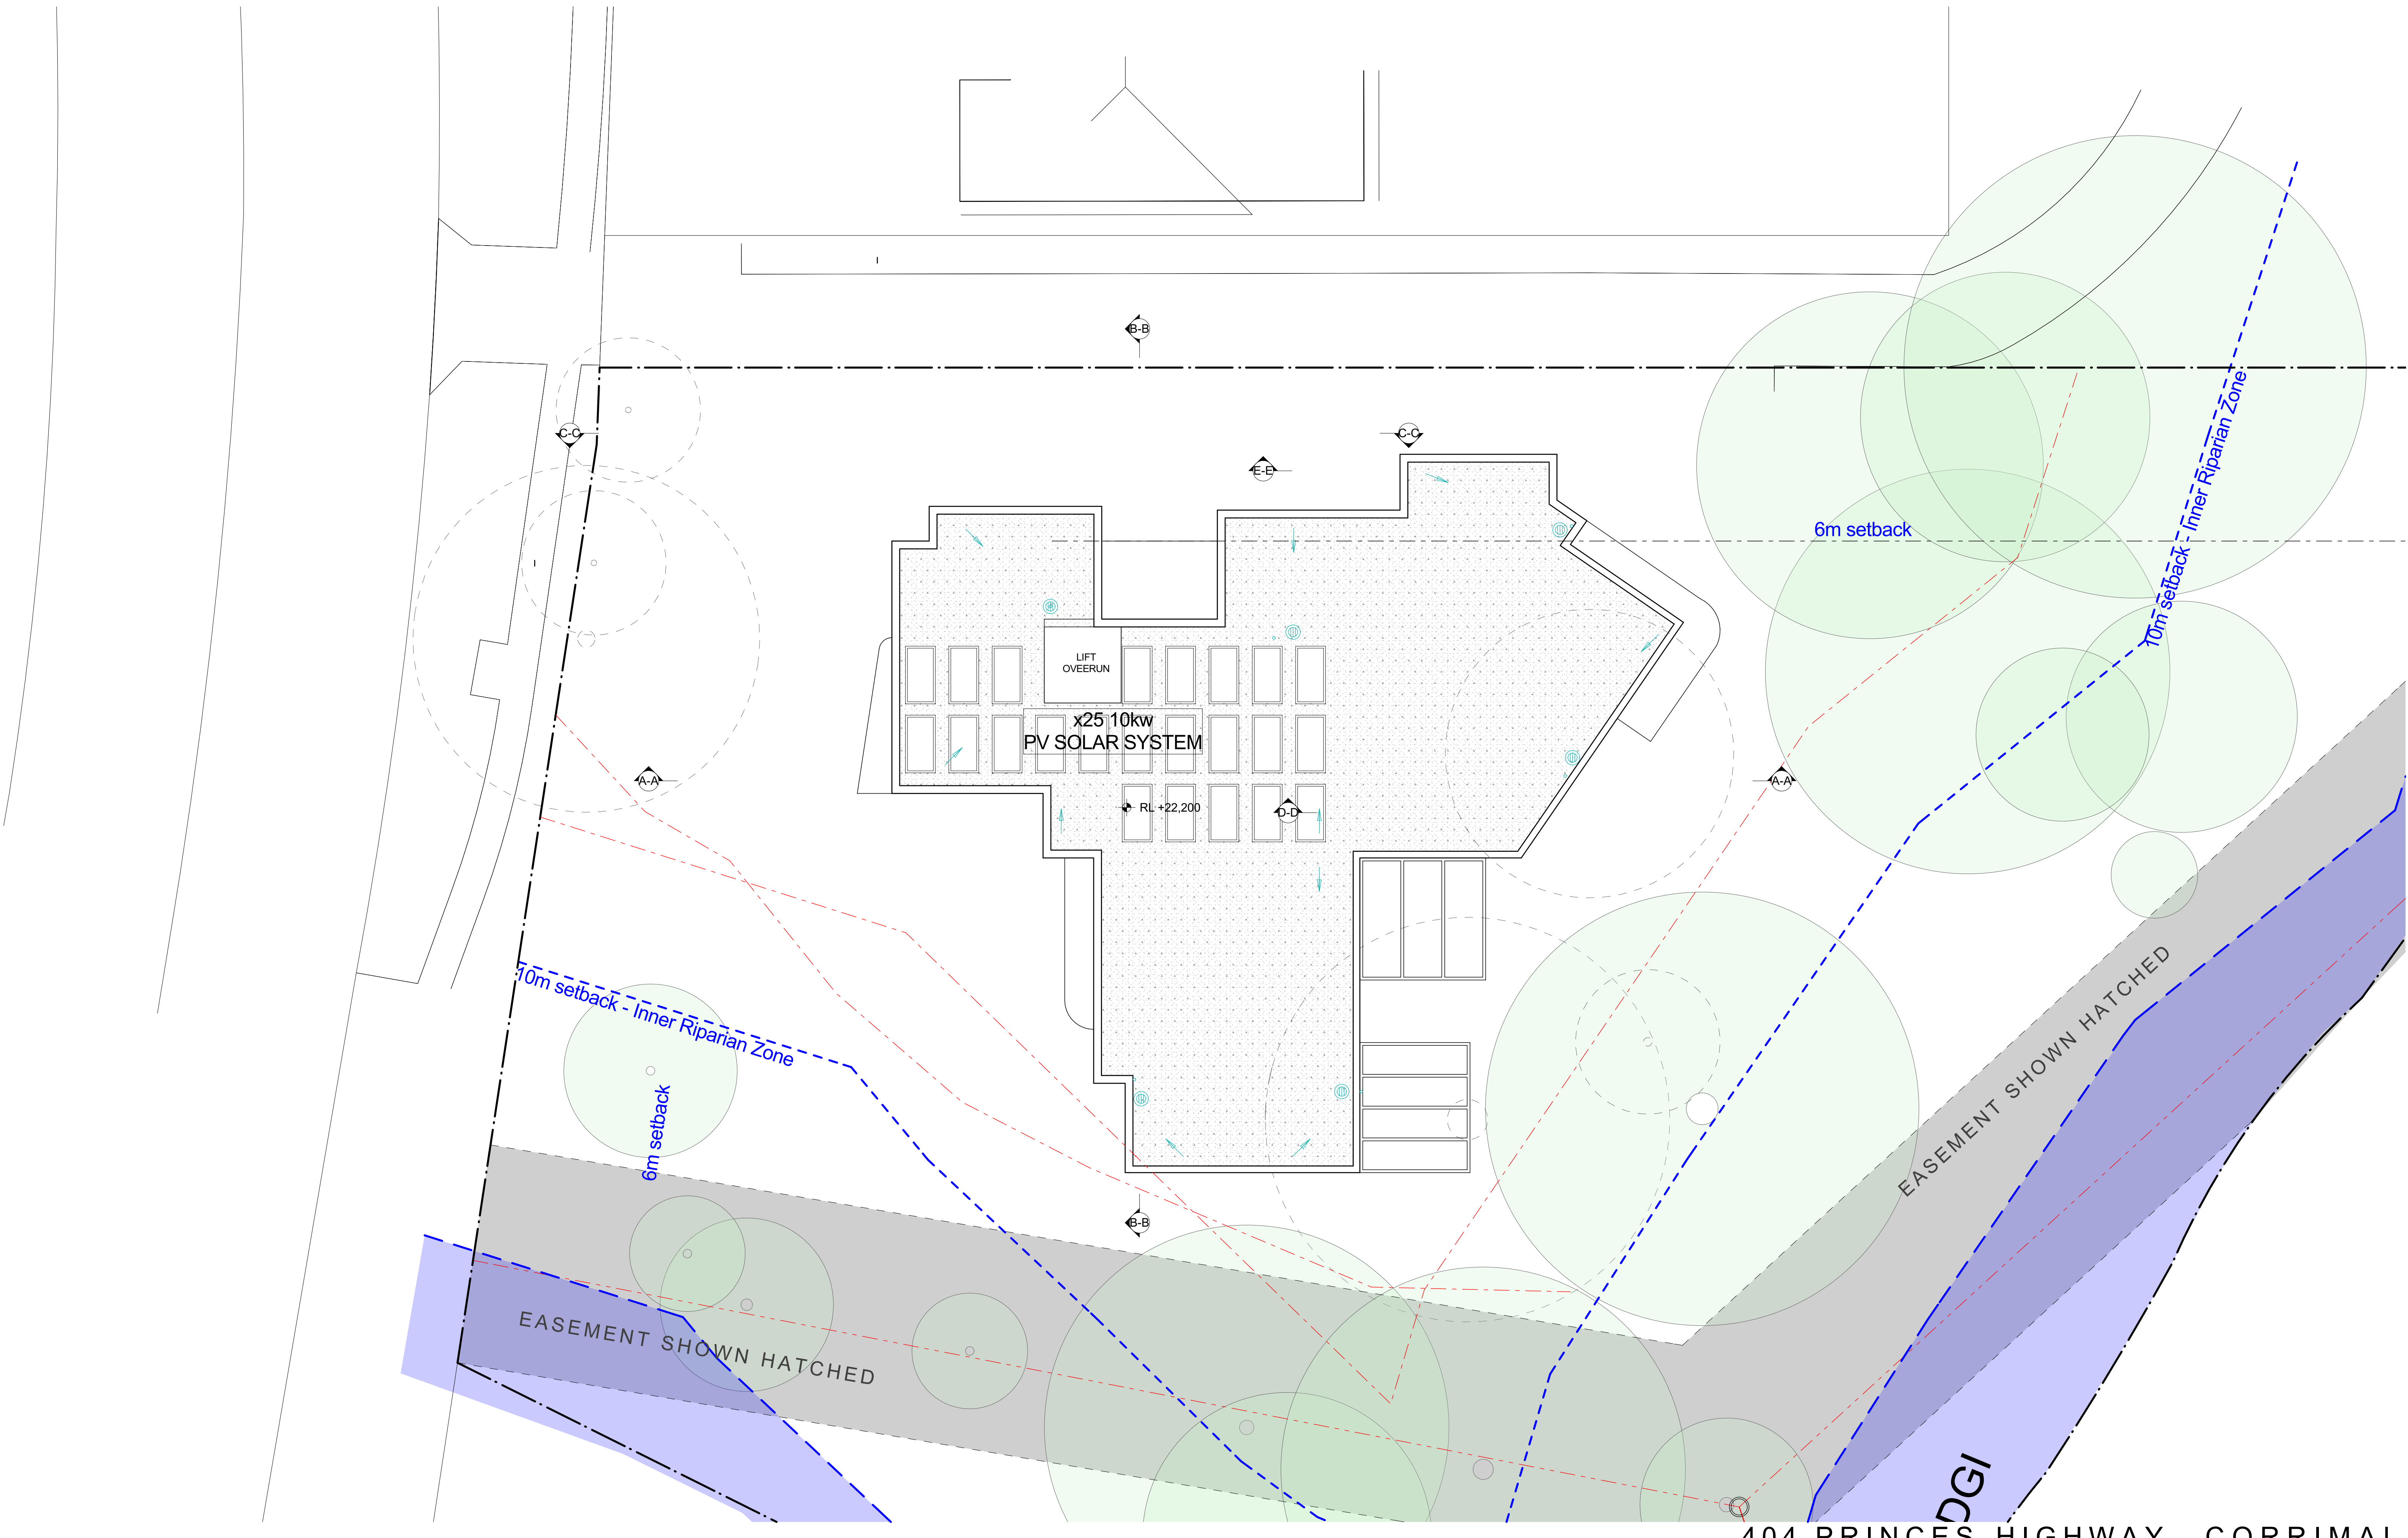 B-B
10m setback - Inner Riparian Zone
C-C
C-C
E-E
6m setback
LIFT
OVEERUN
x25 10kw
PV SOLAR SYSTEM
A-A
A-A
RL +22,200
D-D
10m setback - Inner Riparian Zone
EASEMENT SHOWN HATCHED
6m setback
B-B
EASEMENT SHOWN HATCHED
DGI
404 PRINCES HIGHWAY, CORRIMAL